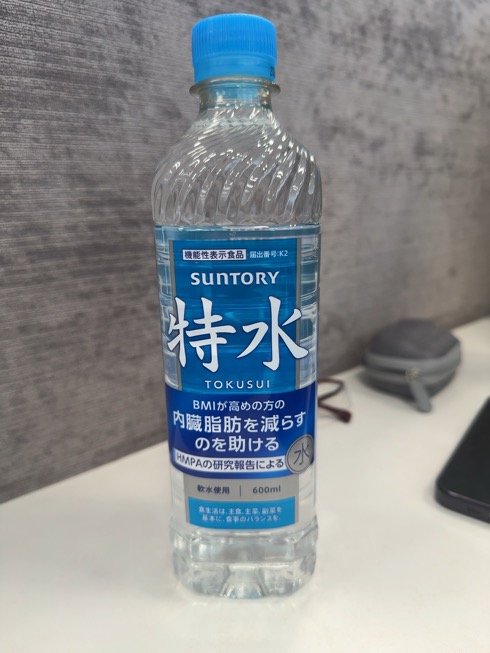 機能性表示食品 届出番号:K2
SUNTORY
特水
TOKUSUI
BMIが高めの方の
内臓脂肪を減らす
のを助ける
HMPAの研究報告による
水
軟水使用 | 600ml
食生活は、主食、主菜、副菜を
基本に、食事のバランスを。